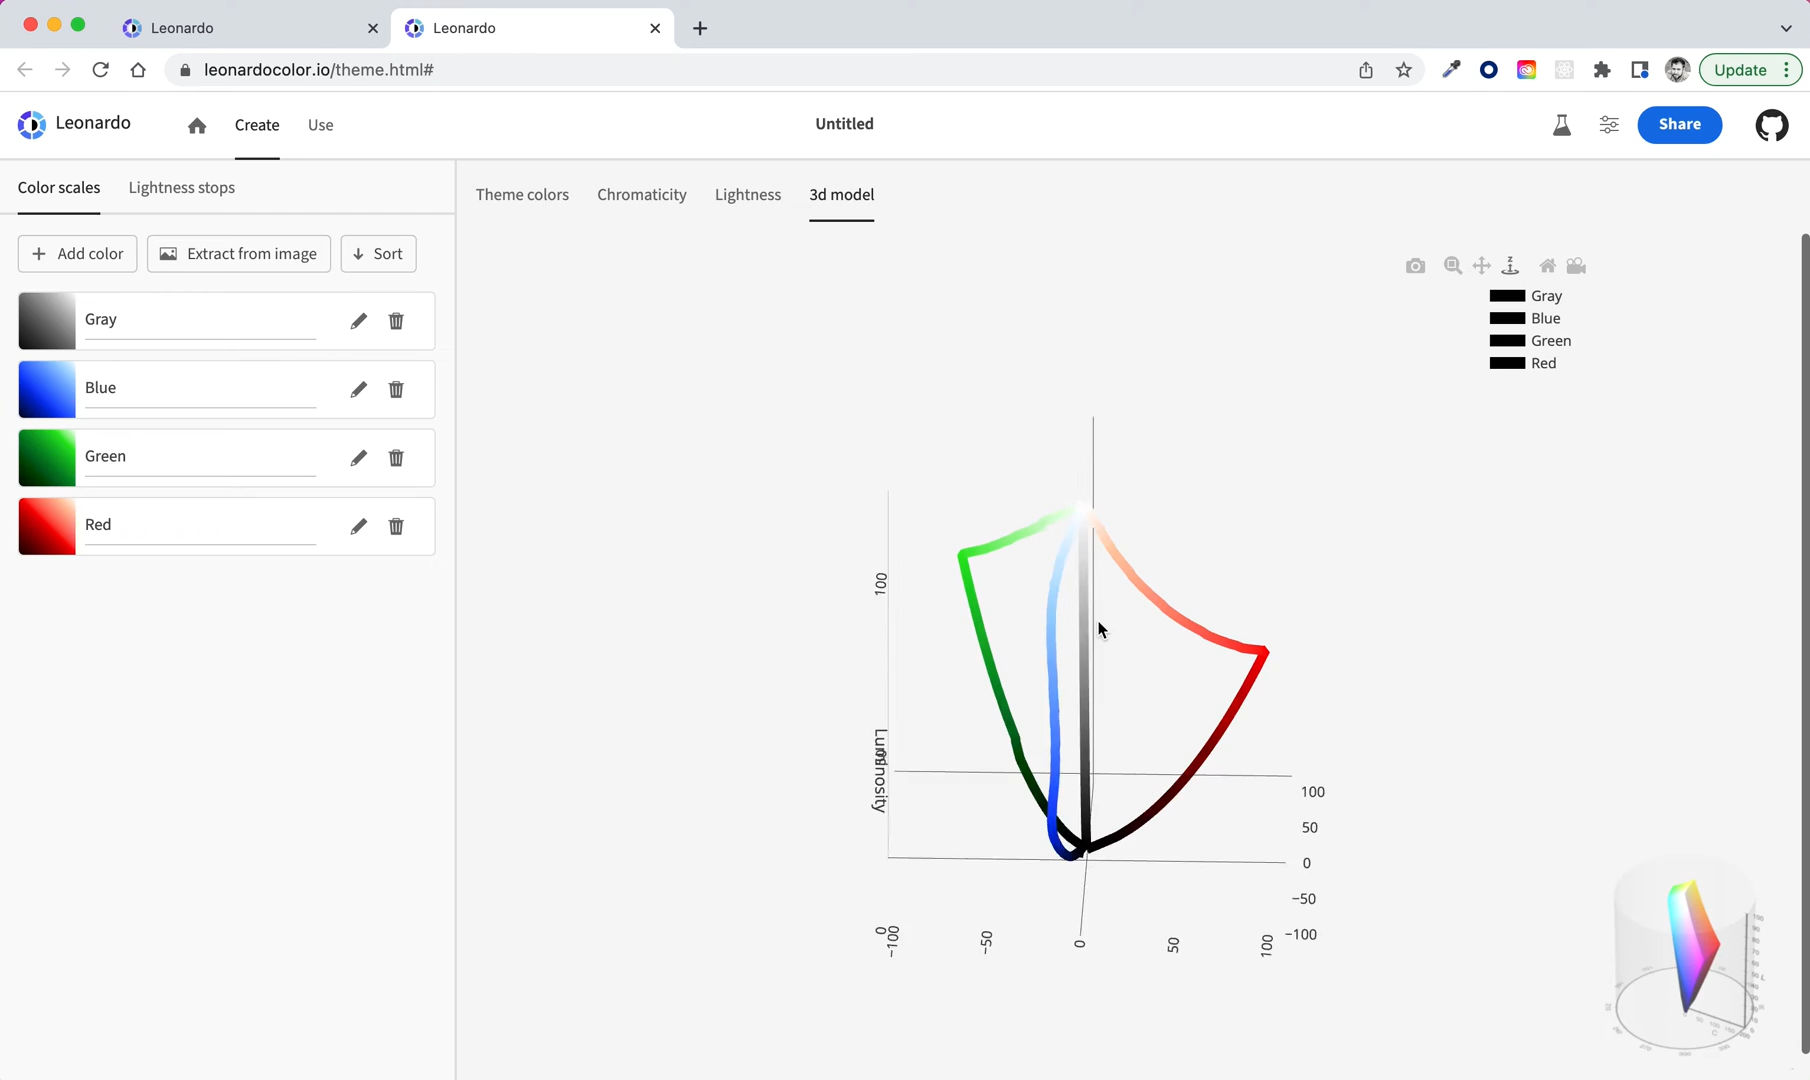 Leonardo
Leonardo
leonardocolor.io/theme.html#
Update
Leonardo
Create
Use
Untitled
Share
Color scales
Lightness stops
Theme colors
Chromaticity
Lightness
3d model
Add color
Extract from image
Sort
Gray
Blue
Green
Red
z
Gray
Blue
Green
Red
100
Luminosity
0
100
50
0
−50
−100
−100
−50
0
50
100